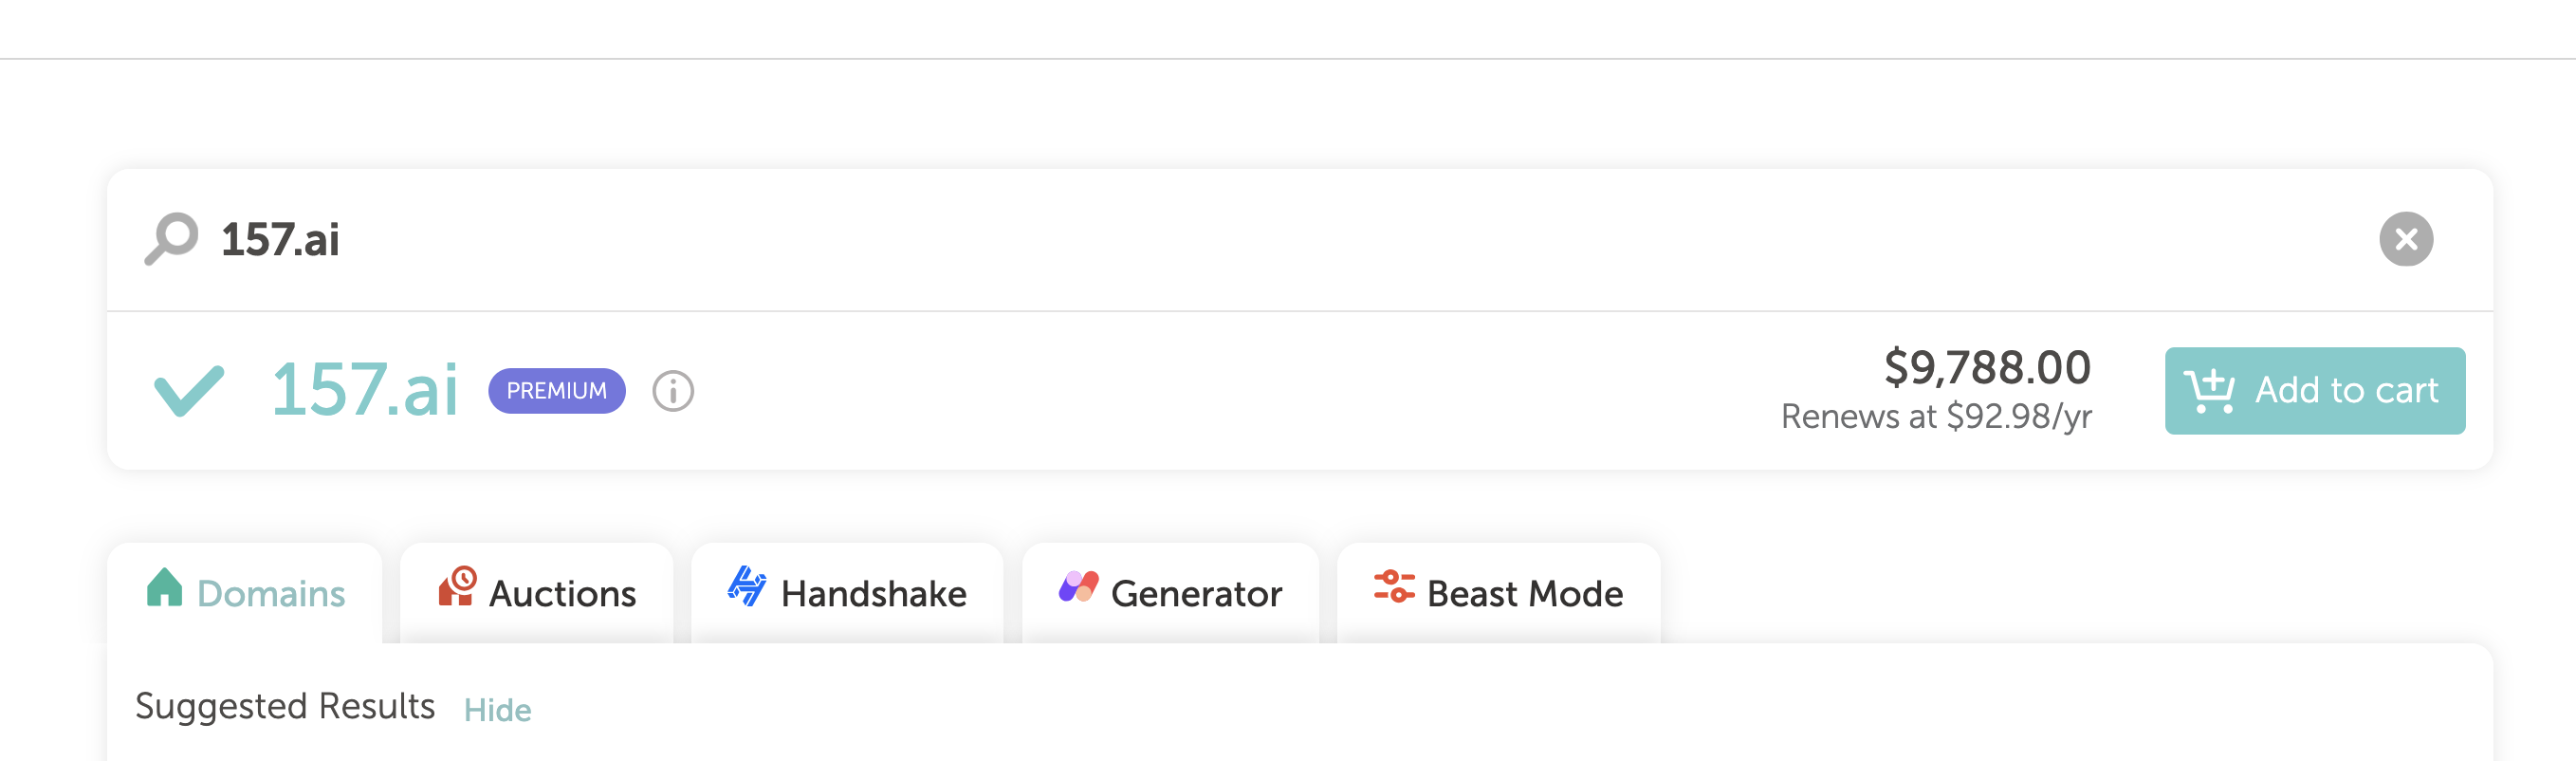 157.ai
157.ai PREMIUM
$9,788.00
Renews at $92.98/yr
Add to cart
Domains Auctions Handshake Generator Beast Mode
Suggested Results Hide